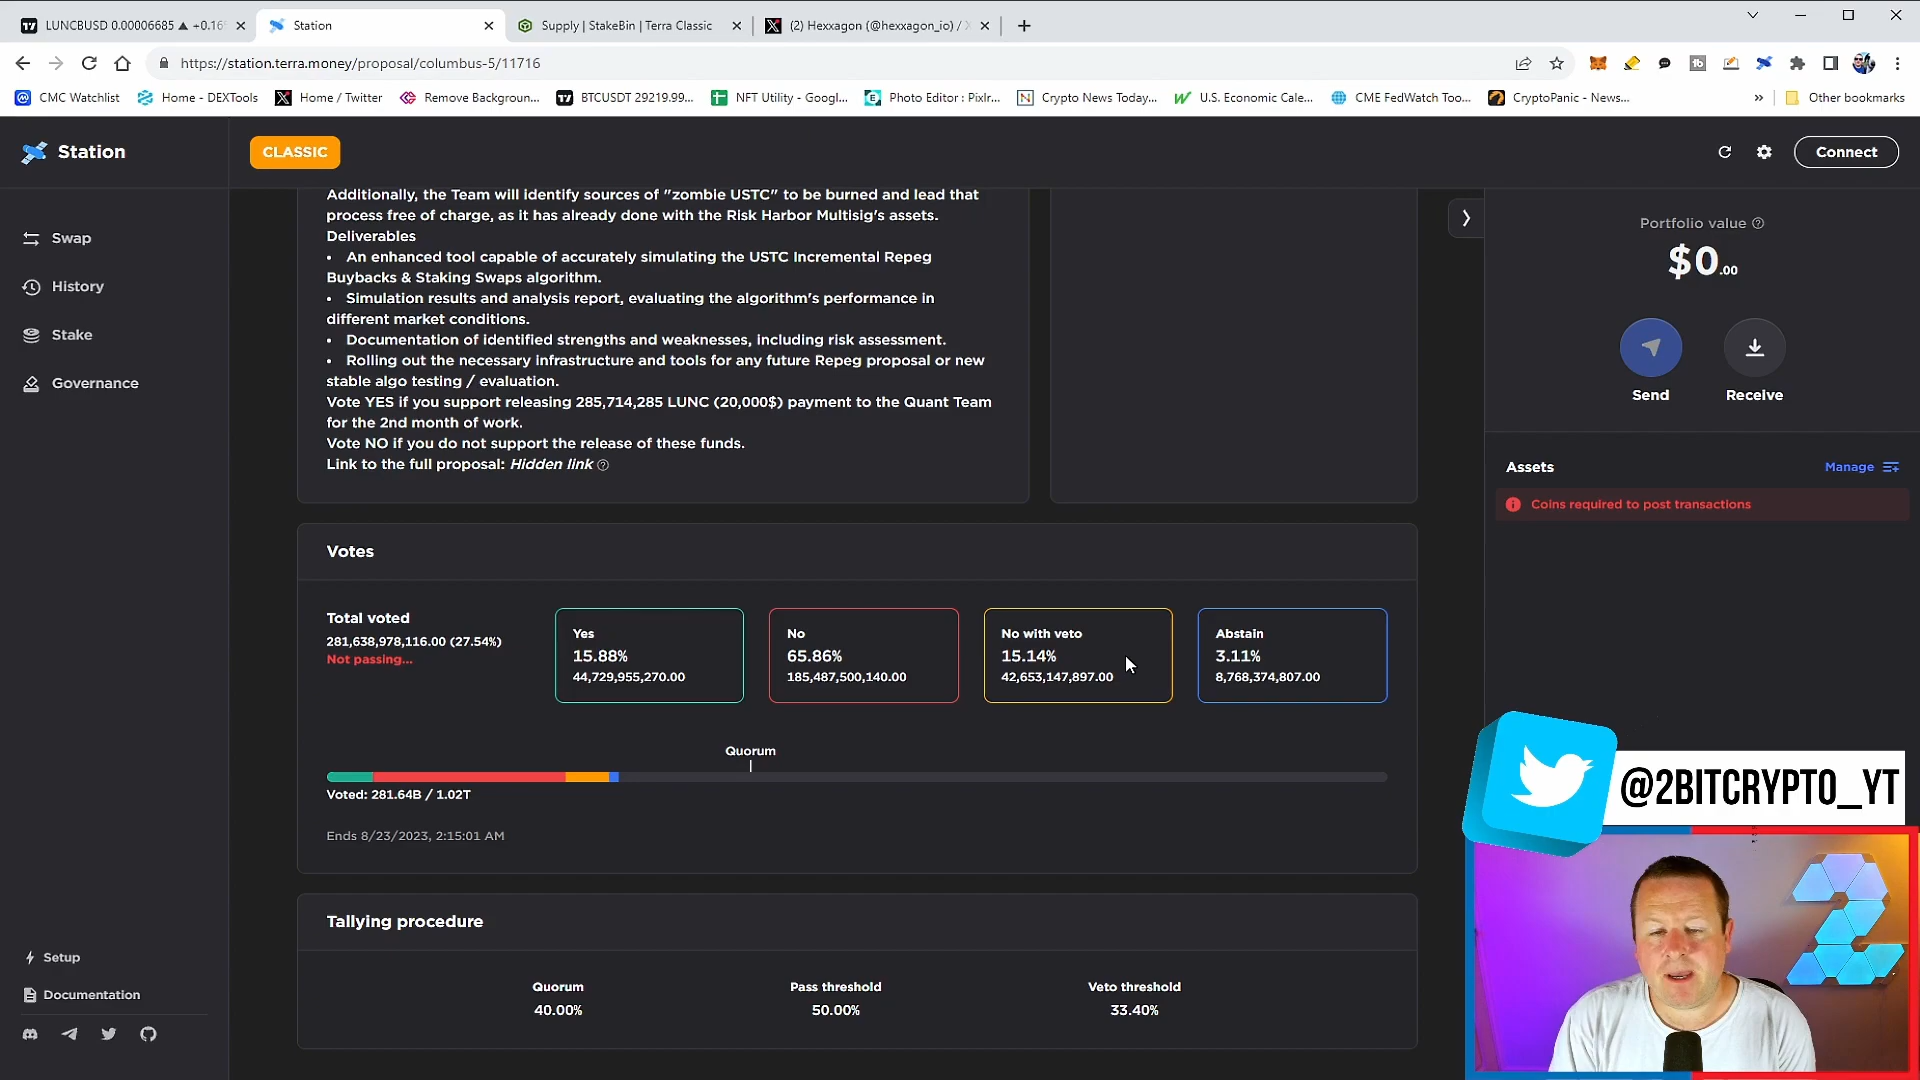 LUNCBUSD 0.00006685 ▲ +0.16
Station
Supply | StakeBin | Terra Classic
(2) Hexxagon (@hexxagon_io) /
https://station.terra.money/proposal/columbus-5/11716
CMC Watchlist
Home - DEXTools
Home / Twitter
Remove Backgroun...
BTCUSDT 29219.99...
NFT Utility - Googl...
Photo Editor : Pixlr...
Crypto News Today...
U.S. Economic Cale...
CME FedWatch Too...
CryptoPanic - News...
»
Other bookmarks
Station
CLASSIC
Connect
Swap
History
Stake
Governance
Setup
Documentation
Additionally, the Team will identify sources of "zombie USTC" to be burned and lead that
process free of charge, as it has already done with the Risk Harbor Multisig's assets.
Deliverables
• An enhanced tool capable of accurately simulating the USTC Incremental Repeg
Buybacks & Staking Swaps algorithm.
• Simulation results and analysis report, evaluating the algorithm's performance in
different market conditions.
• Documentation of identified strengths and weaknesses, including risk assessment.
• Rolling out the necessary infrastructure and tools for any future Repeg proposal or new
stable algo testing / evaluation.
Vote YES if you support releasing 285,714,285 LUNC (20,000$) payment to the Quant Team
for the 2nd month of work.
Vote NO if you do not support the release of these funds.
Link to the full proposal: Hidden link
Votes
Total voted
281,638,978,116.00 (27.54%)
Not passing...
Yes
15.88%
44,729,955,270.00
No
65.86%
185,487,500,140.00
No with veto
15.14%
42,653,147,897.00
Abstain
3.11%
8,768,374,807.00
Quorum
Voted: 281.64B / 1.02T
Ends 8/23/2023, 2:15:01 AM
Tallying procedure
Quorum
40.00%
Pass threshold
50.00%
Veto threshold
33.40%
Portfolio value
$0.00
Send
Receive
Assets
Manage
Coins required to post transactions
@2BITCRYPTO_YT